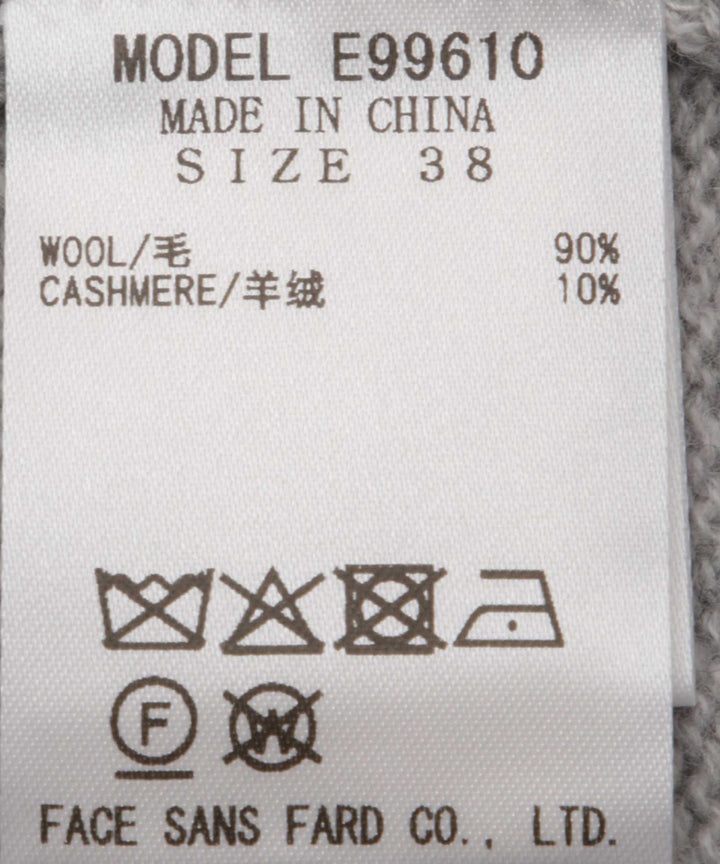 MODEL E99610
MADE IN CHINA
SIZE 38
WOOL/毛 90%
CASHMERE/羊绒 10%
F W
FACE SANS FARD CO., LTD.